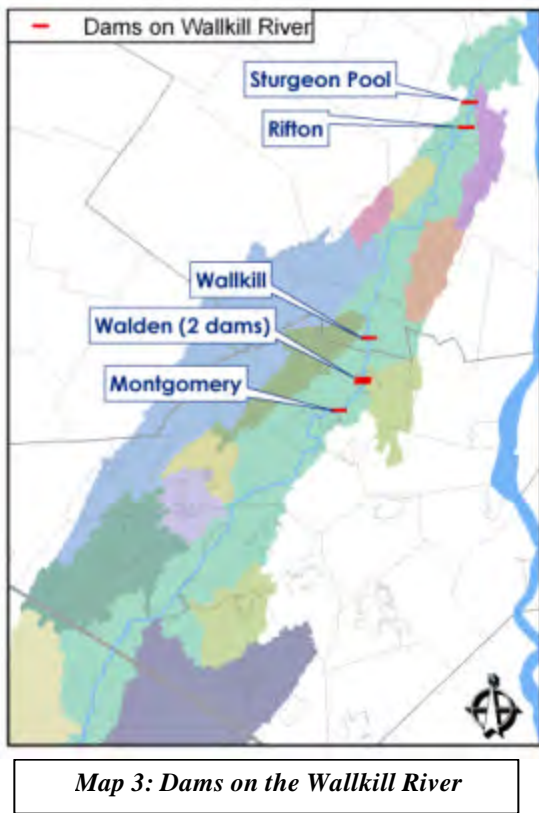 Dams on Wallkill River
Sturgeon Pool
Rifton
Wallkill
Walden (2 dams)
Montgomery
Map 3: Dams on the Wallkill River